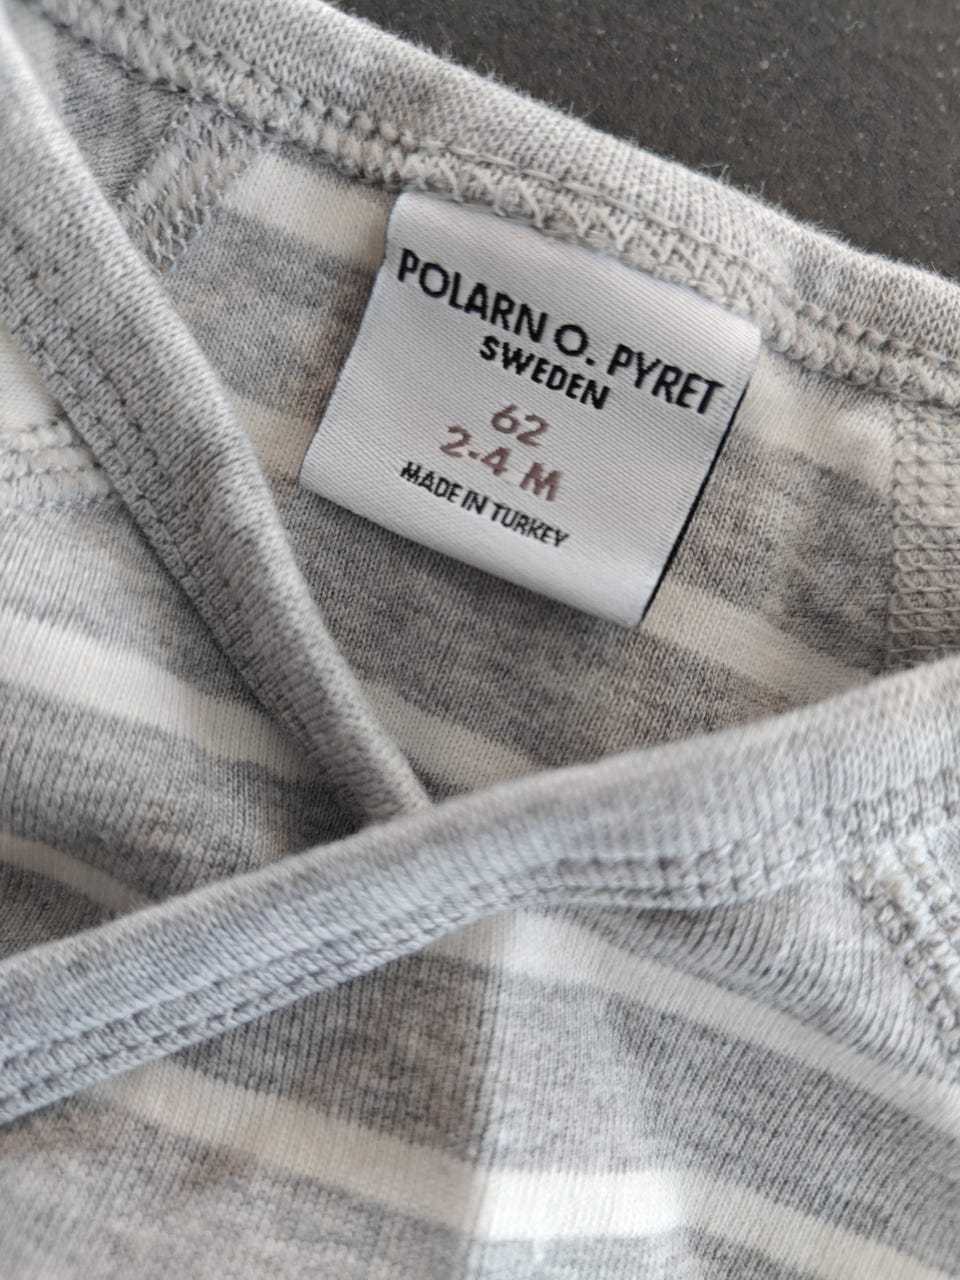 POLARN O. PYRET
SWEDEN
62
2-4 M
MADE IN TURKEY